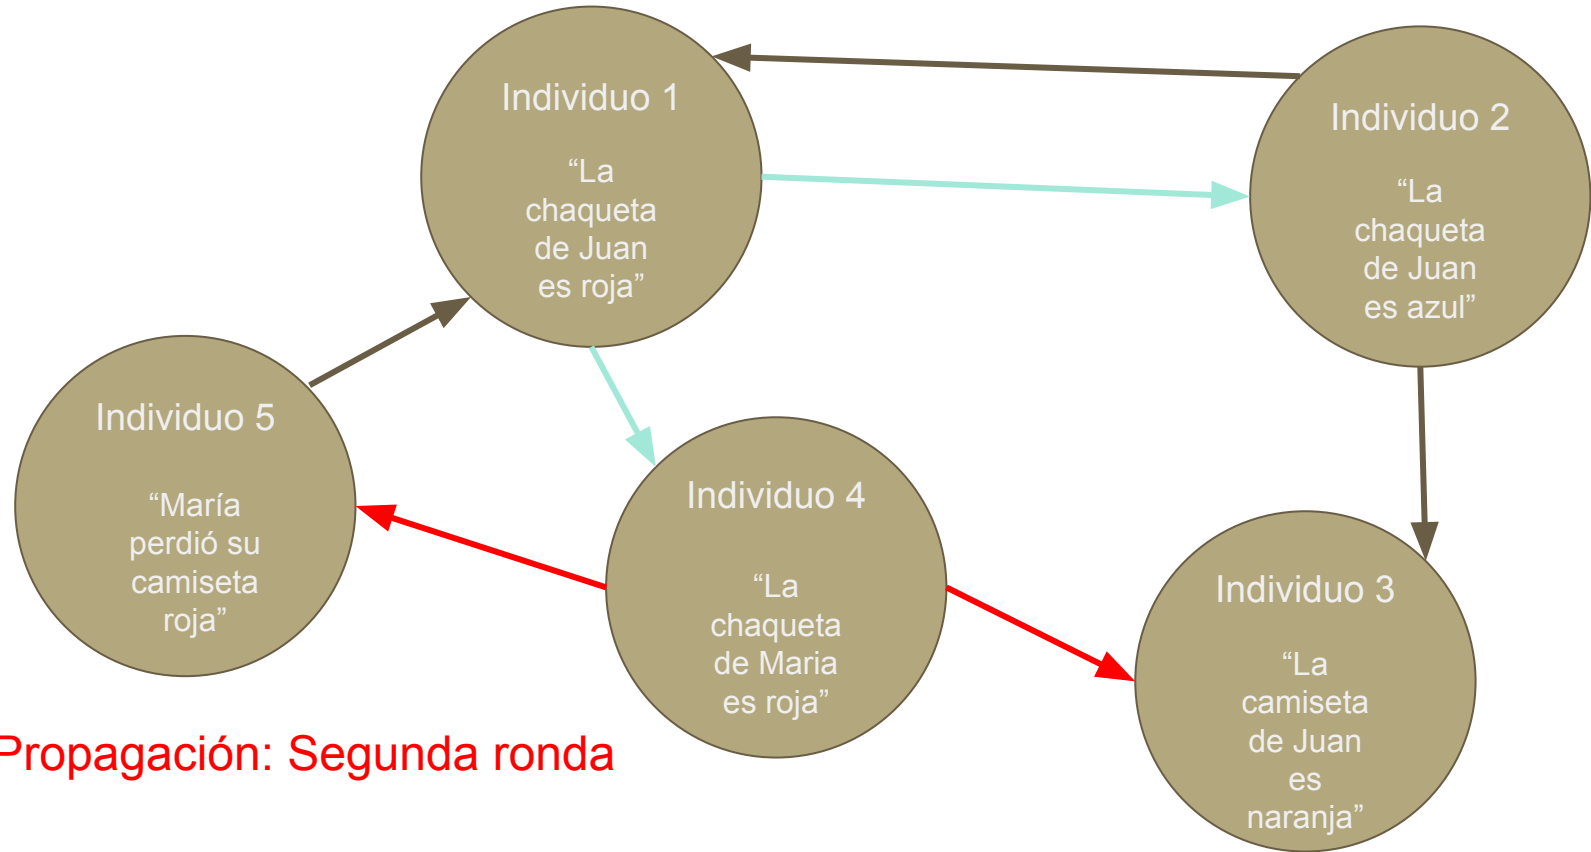 Individuo 1
“La
chaqueta
de Juan
es roja”
Individuo 2
“La
chaqueta
de Juan
es azul”
Individuo 5
“María
perdió su
camiseta
roja”
Individuo 4
“La
chaqueta
de Maria
es roja”
Individuo 3
“La
camiseta
de Juan
es
naranja”
Propagación: Segunda ronda